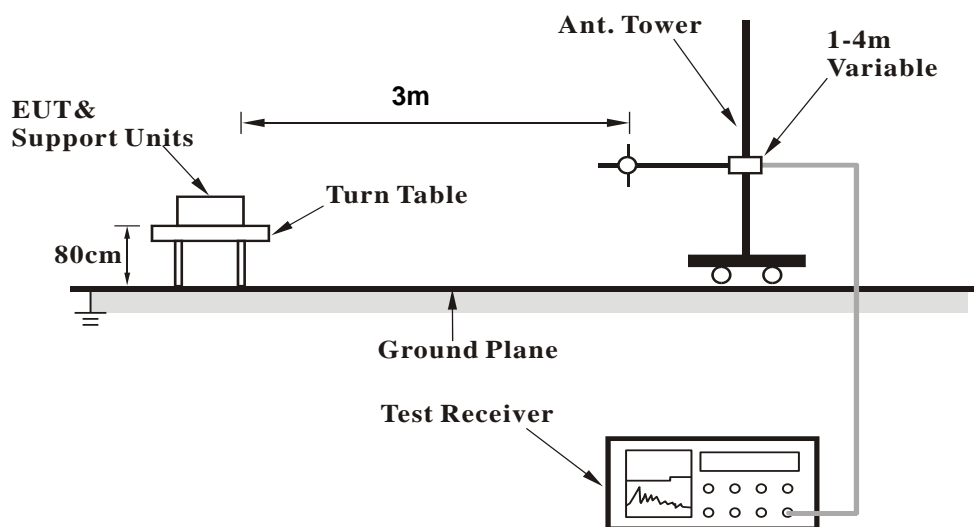 Ant. Tower
1-4m
Variable
3m
EUT&
Support Units
Turn Table
80cm
Ground Plane
Test Receiver